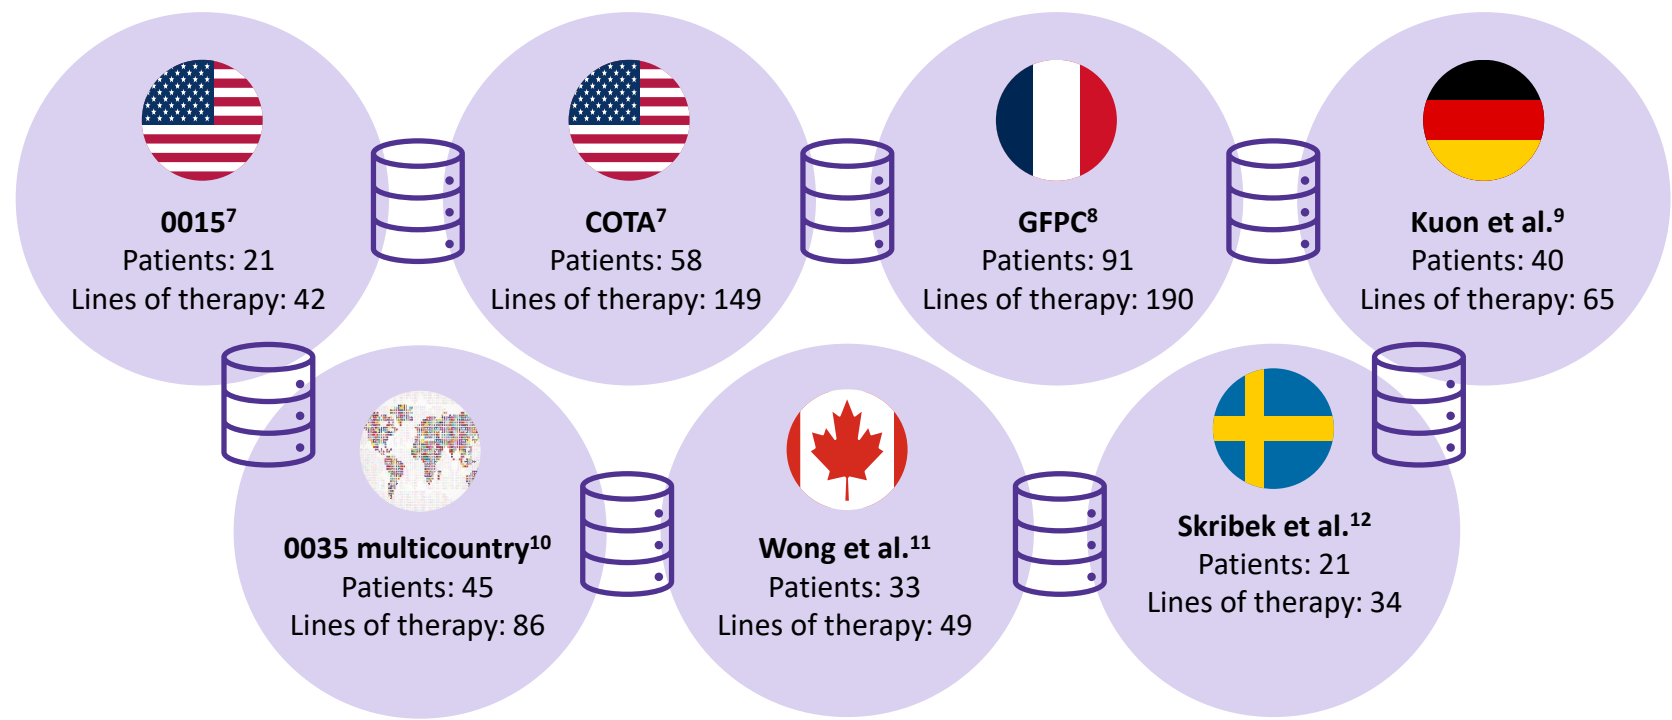 0015⁷
Patients: 21
Lines of therapy: 42
COTA⁷
Patients: 58
Lines of therapy: 149
GFPC⁸
Patients: 91
Lines of therapy: 190
Kuon et al.⁹
Patients: 40
Lines of therapy: 65
0035 multicountry¹⁰
Patients: 45
Lines of therapy: 86
Wong et al.¹¹
Patients: 33
Lines of therapy: 49
Skribek et al.¹²
Patients: 21
Lines of therapy: 34